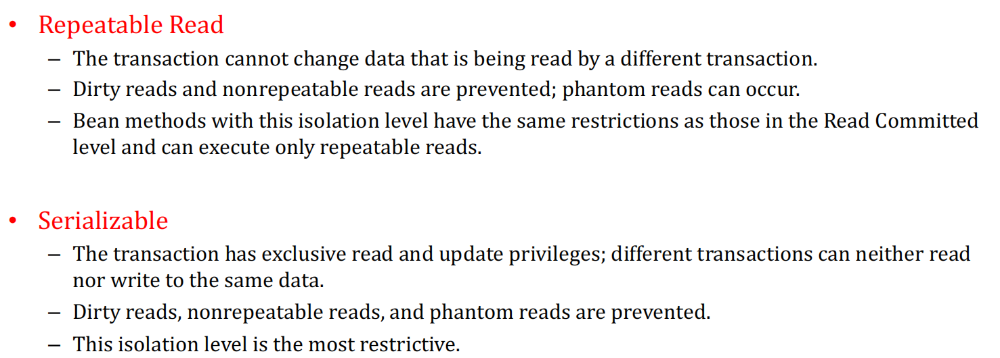 • Repeatable Read
– The transaction cannot change data that is being read by a different transaction.
– Dirty reads and nonrepeatable reads are prevented; phantom reads can occur.
– Bean methods with this isolation level have the same restrictions as those in the Read Committed
level and can execute only repeatable reads.
• Serializable
– The transaction has exclusive read and update privileges; different transactions can neither read
nor write to the same data.
– Dirty reads, nonrepeatable reads, and phantom reads are prevented.
– This isolation level is the most restrictive.